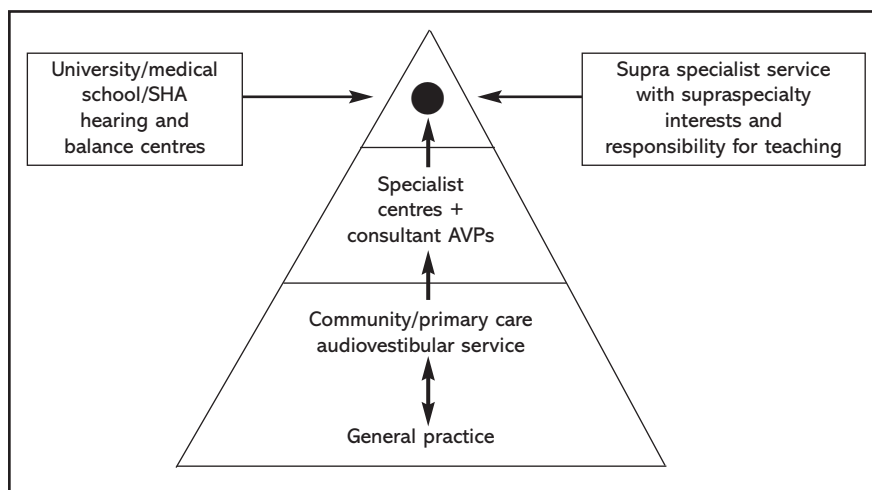 University/medical
school/SHA
hearing and
balance centres
Supra specialist service
with supraspecialty
interests and
responsibility for teaching
Specialist
centres +
consultant AVPs
Community/primary care
audiovestibular service
General practice